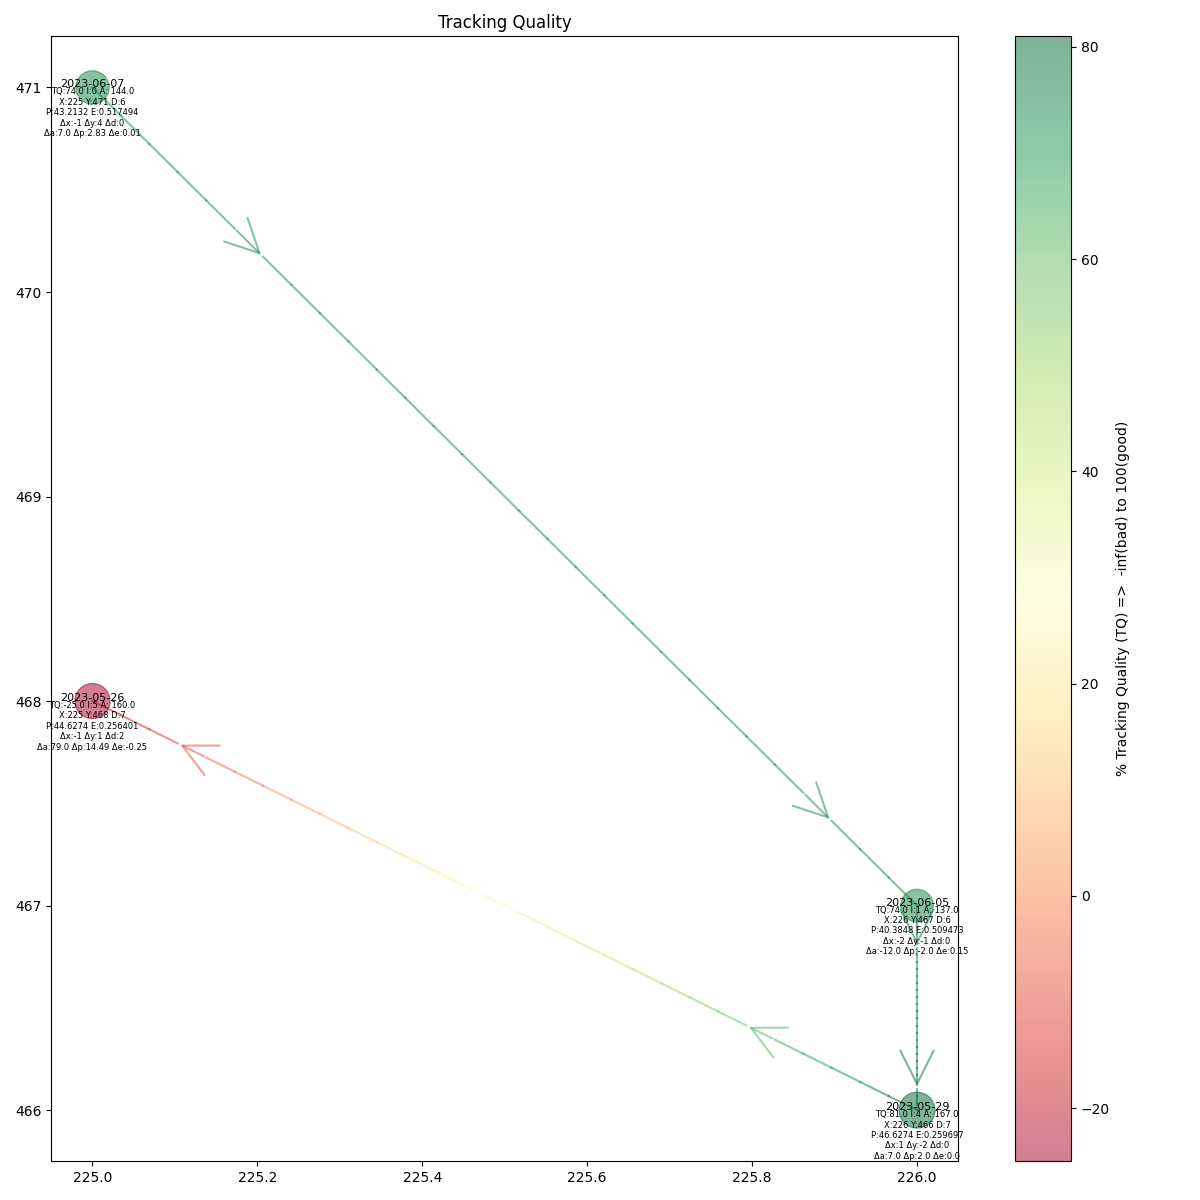 Tracking Quality
471
470
469
468
467
466
225.0
225.2
225.4
225.6
225.8
226.0
2023-06-07
TQ:74.0 I:0 A: 144.0
X:225 Y:471 D:6
P:43.2132 E:0.517494
Δx:-1 Δy:4 Δd:0
Δa:7.0 Δp:2.83 Δe:0.01
2023-05-26
TQ:-25.0 I:5 A: 160.0
X:225 Y:468 D:7
P:44.6274 E:0.256401
Δx:-1 Δy:1 Δd:2
Δa:79.0 Δp:14.49 Δe:-0.25
2023-06-05
TQ:74.0 I:1 A: 137.0
X:226 Y:467 D:6
P:40.3848 E:0.509473
Δx:-2 Δy:-1 Δd:0
Δa:-12.0 Δp:-2.0 Δe:0.15
2023-05-29
TQ:81.0 I:4 A: 167.0
X:226 Y:466 D:7
P:46.6274 E:0.259697
Δx:1 Δy:-2 Δd:0
Δa:7.0 Δp:2.0 Δe:0.0
80
60
40
20
0
−20
% Tracking Quality (TQ) => -inf(bad) to 100(good)